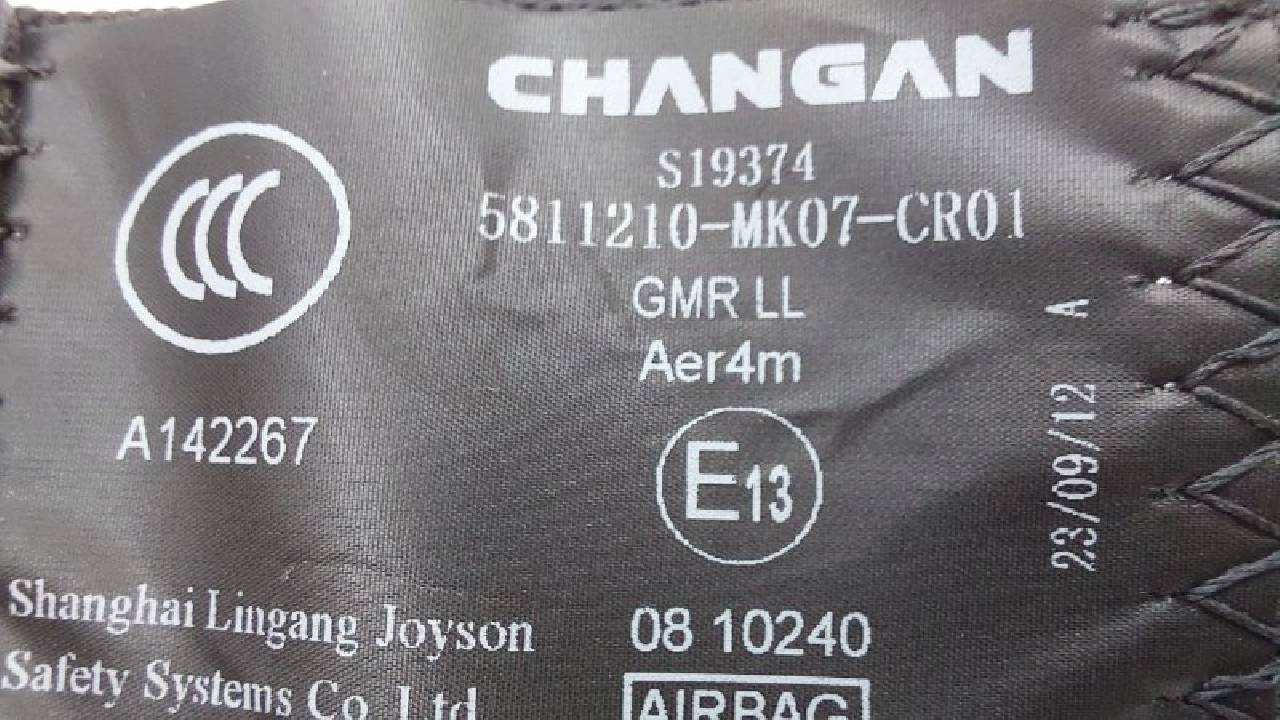 CHANGAN
S19374
5811210-MK07-CR01
GMR LL
Aer4m
CCC
A142267
E13
23/09/12 A
08 10240
Shanghai Lingang Joyson
Safety Systems Co. Ltd
AIRBAG